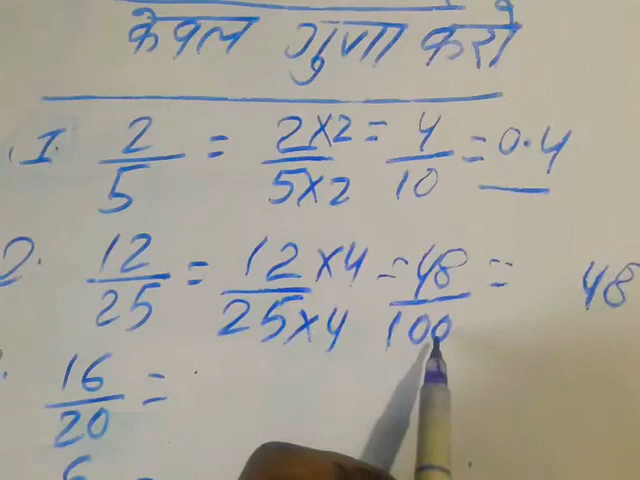 केवल गुणा करो
1. 2/5 = 2×2/5×2 = 4/10 = 0.4
2. 12/25 = 12×4/25×4 = 48/100 = 48
16/20 =